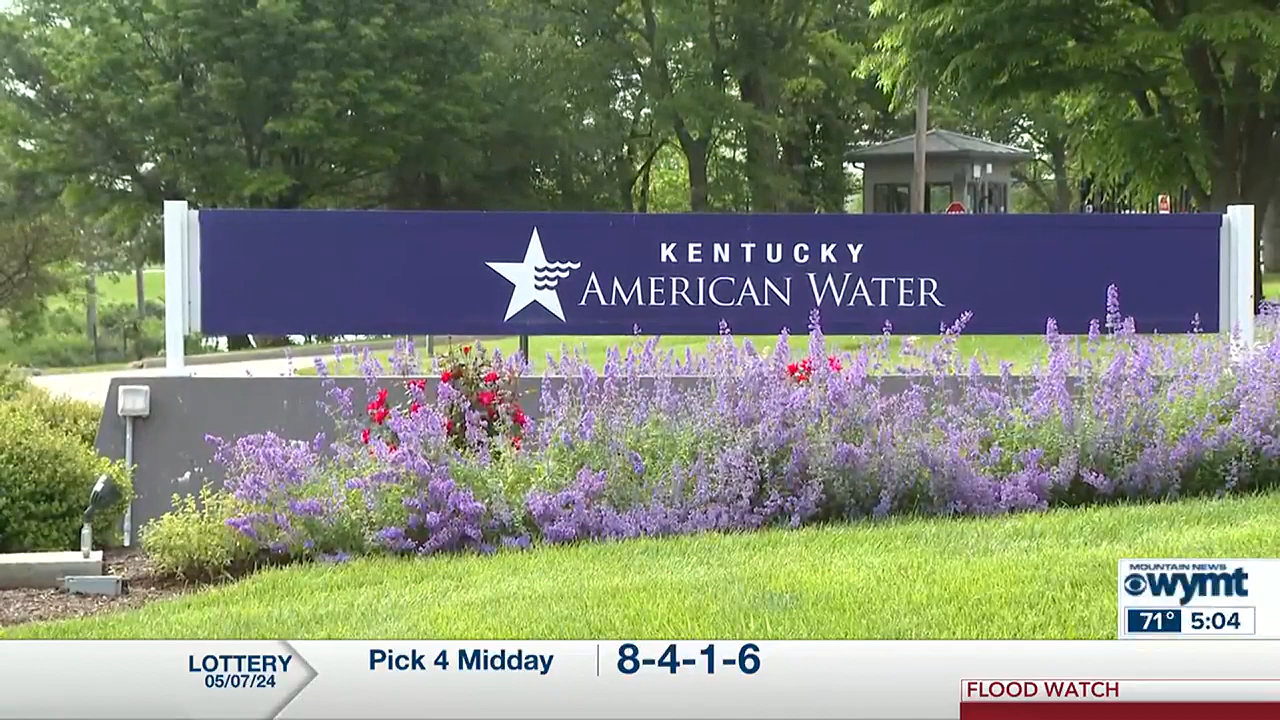 KENTUCKY
AMERICAN WATER
MOUNTAIN NEWS
wymt
71° 5:04
LOTTERY
05/07/24
Pick 4 Midday
8-4-1-6
FLOOD WATCH